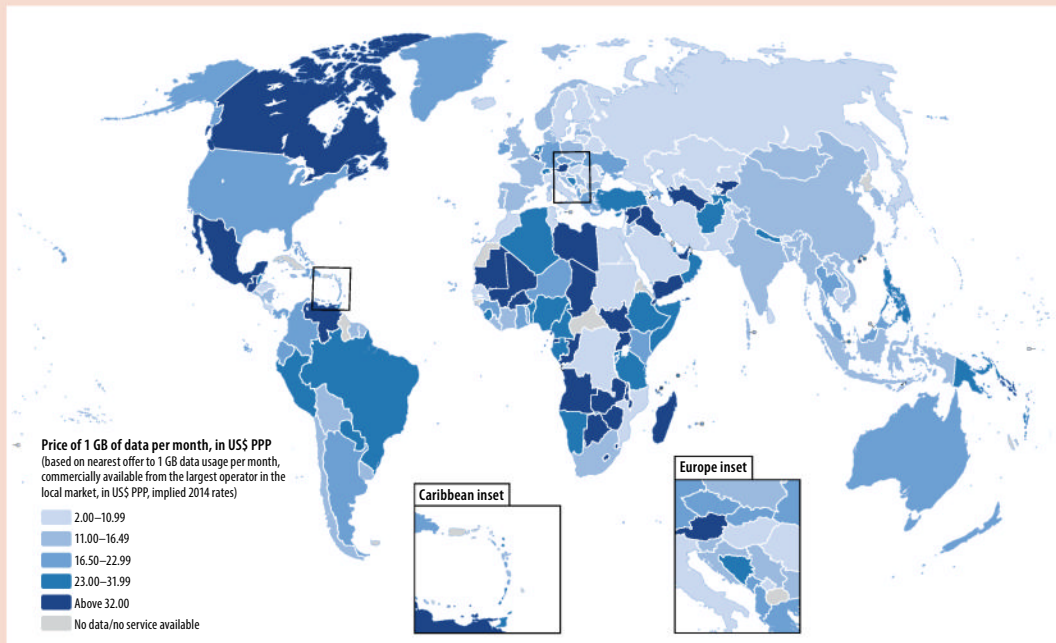 Price of 1 GB of data per month, in US$ PPP
(based on nearest offer to 1 GB data usage per month,
commercially available from the largest operator in the
local market, in US$ PPP, implied 2014 rates)
2.00–10.99
11.00–16.49
16.50–22.99
23.00–31.99
Above 32.00
No data/no service available
Caribbean inset
Europe inset